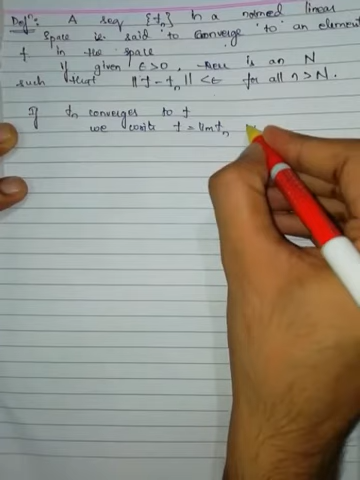 Defⁿ: A seq {fₙ} in a normed linear
space is said to converge to an element
f in the space
if given ε>0, there is an N
such that ||f - fₙ|| <ε for all n > N.
If fₙ converges to f
we write f = lim fₙ